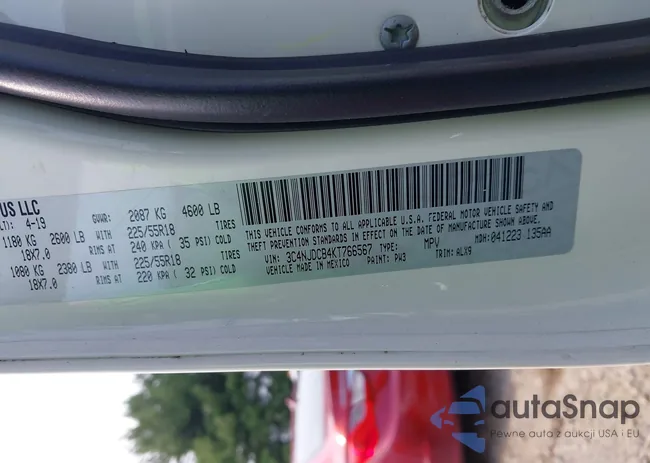 US LLC
LT): 4-19 GVWR: 2087 KG 4600 LB
1180 KG 2600 LB WITH 225/55R18 TIRES
18X7.0 RIMS AT 240 KPA ( 35 PSI) COLD
1080 KG 2380 LB WITH 225/55R18 TIRES
18X7.0 RIMS AT 220 KPA ( 32 PSI) COLD
THIS VEHICLE CONFORMS TO ALL APPLICABLE U.S.A. FEDERAL MOTOR VEHICLE SAFETY AND
THEFT PREVENTION STANDARDS IN EFFECT ON THE DATE OF MANUFACTURE SHOWN ABOVE.
VIN: 3C4NJDCB4KT766567 TYPE: MPV MDH: 041223 135AA
VEHICLE MADE IN MEXICO PAINT: PW3 TRIM: ALX9
autoSnap
Pewne auta z aukcji USA i EU